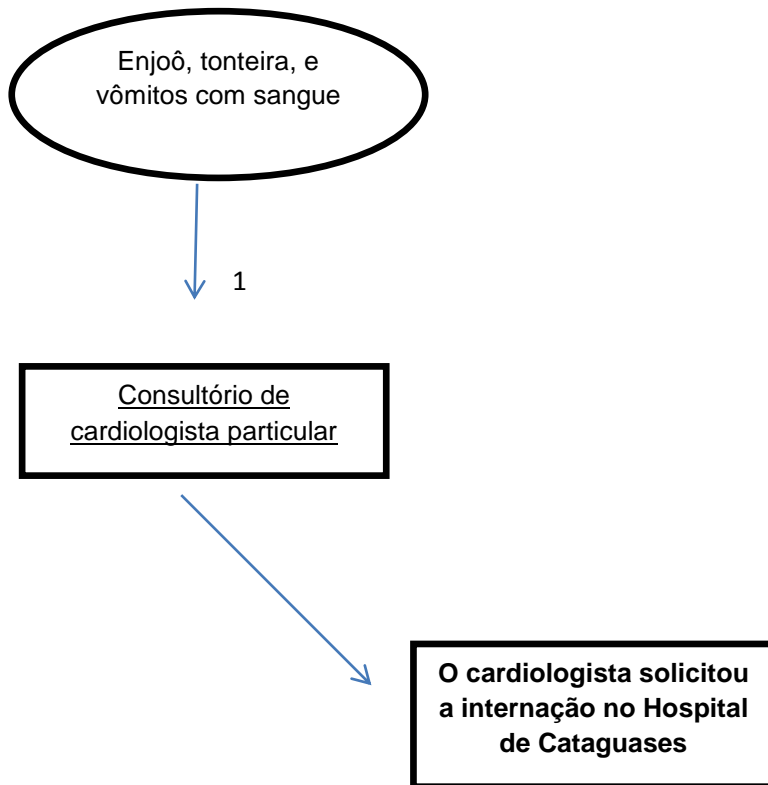 Enjoô, tonteira, e
vômitos com sangue
1
Consultório de
cardiologista particular
O cardiologista solicitou
a internação no Hospital
de Cataguases